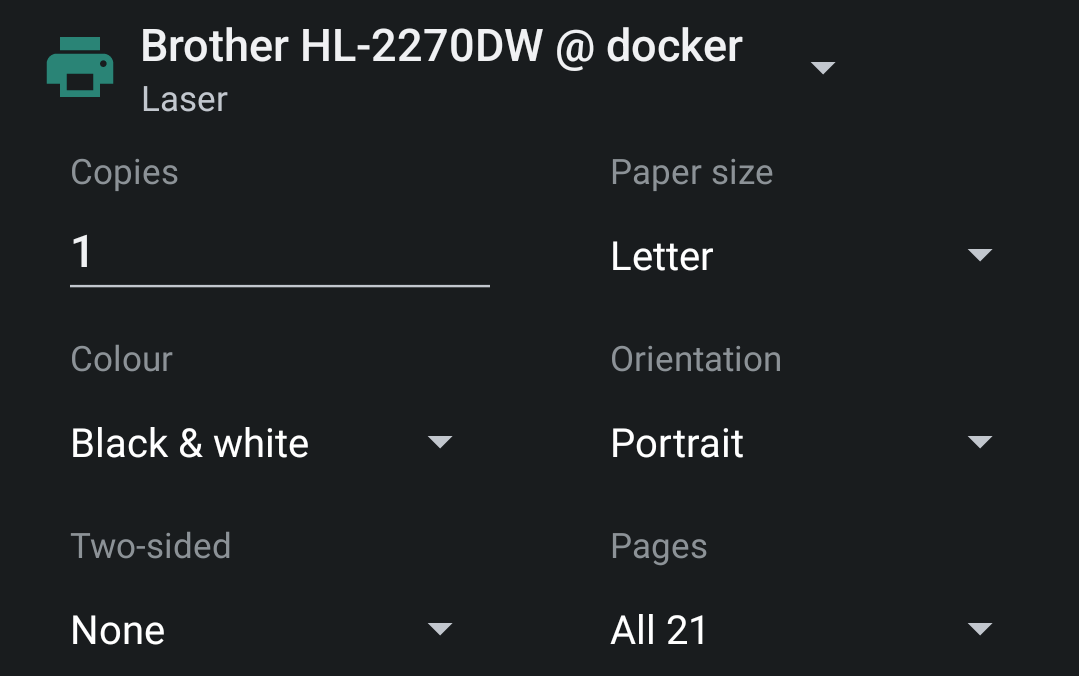 Brother HL-2270DW @ docker
Laser
Copies
Paper size
1
Letter
Colour
Orientation
Black & white
Portrait
Two-sided
Pages
None
All 21